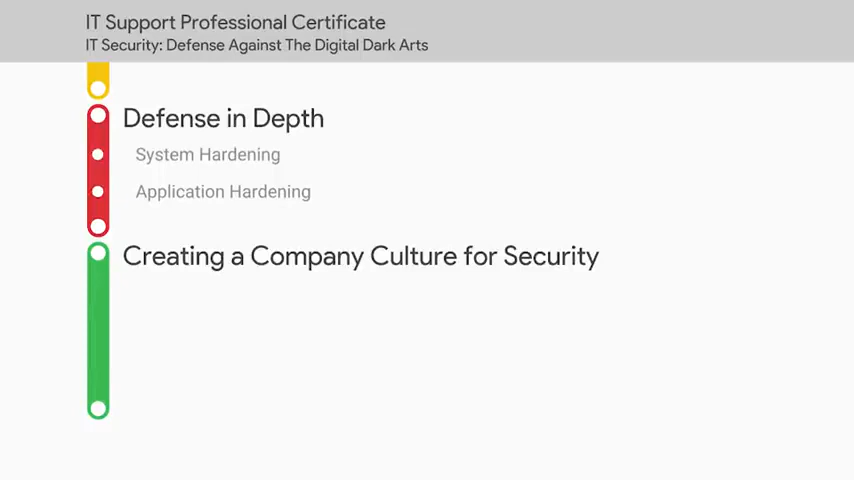 IT Support Professional Certificate
IT Security: Defense Against The Digital Dark Arts
Defense in Depth
System Hardening
Application Hardening
Creating a Company Culture for Security